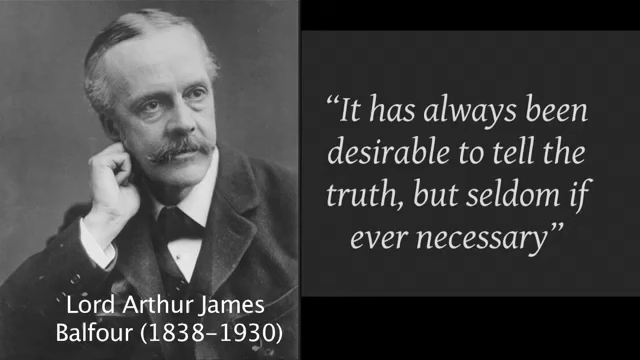 Lord Arthur James
Balfour (1838-1930)
“It has always been
desirable to tell the
truth, but seldom if
ever necessary”